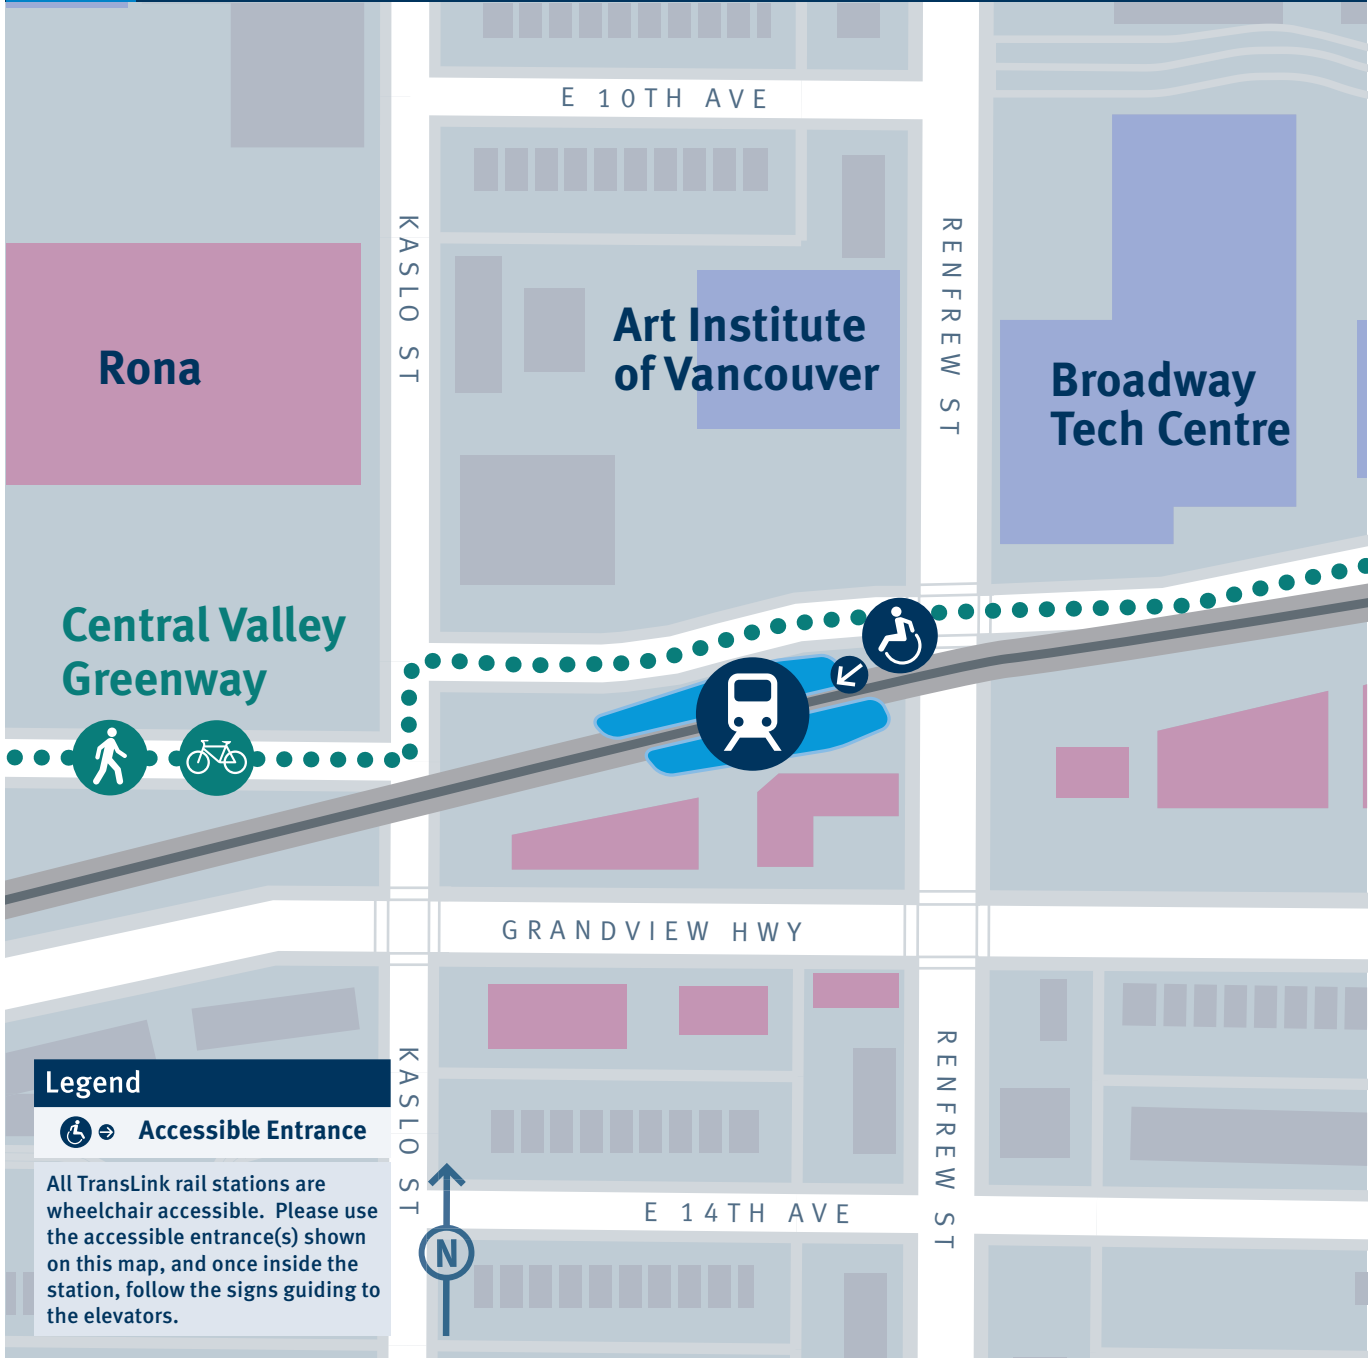 E 10TH AVE
KASLO ST
RENFREW ST
Art Institute
of Vancouver
Rona
Broadway
Tech Centre
Central Valley
Greenway
GRANDVIEW HWY
KASLO ST
RENFREW ST
Legend
Accessible Entrance
All TransLink rail stations are
wheelchair accessible. Please use
the accessible entrance(s) shown
on this map, and once inside the
station, follow the signs guiding to
the elevators.
E 14TH AVE
N